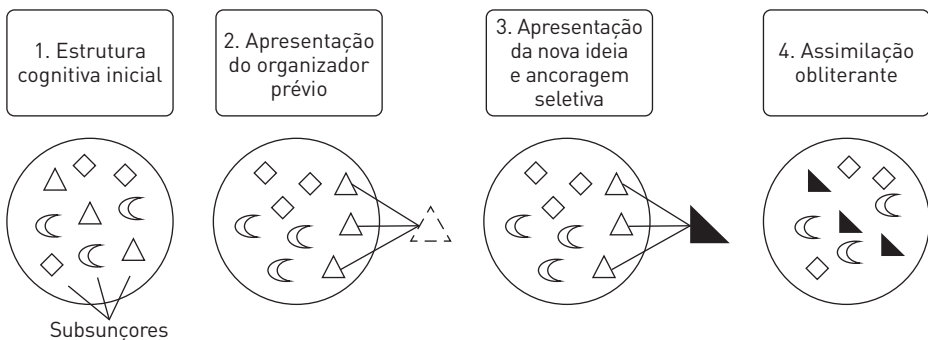 1. Estrutura
cognitiva inicial
2. Apresentação
do organizador
prévio
3. Apresentação
da nova ideia
e ancoragem
seletiva
4. Assimilação
obliterante
Subsunçores